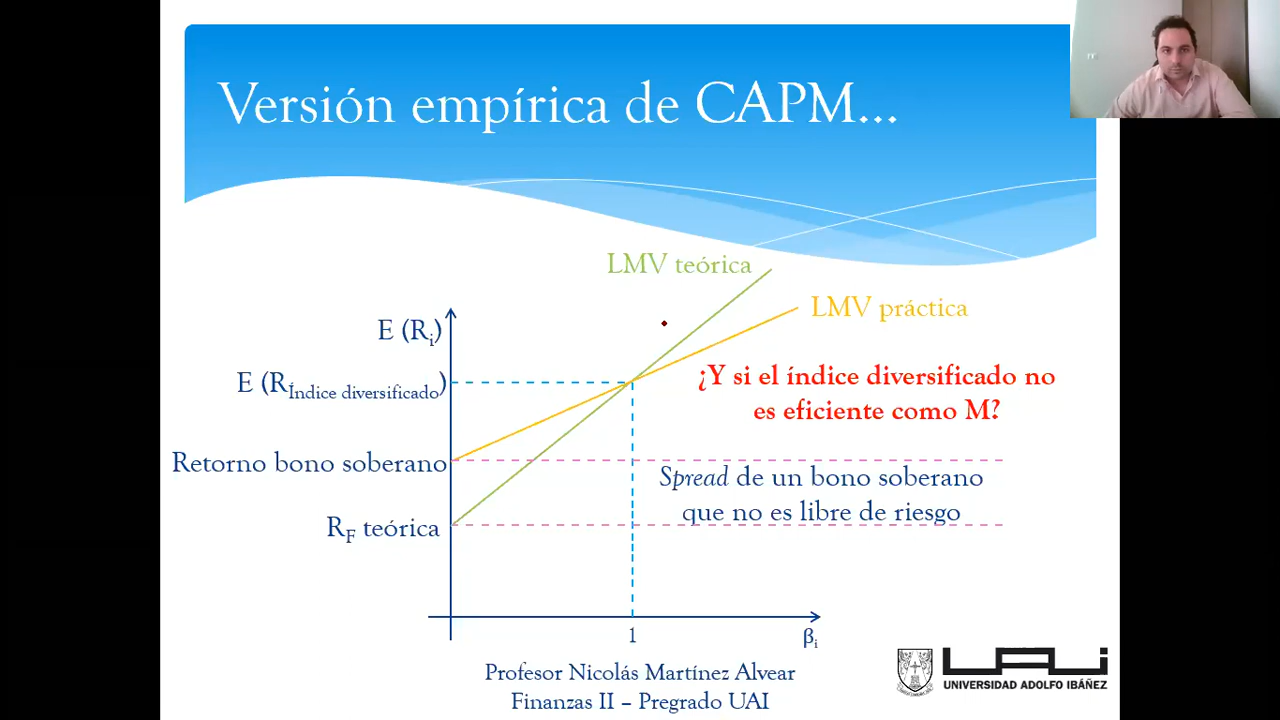 Versión empírica de CAPM...
LMV teórica
LMV práctica
E (Ri)
E (RÍndice diversificado)
¿Y si el índice diversificado no
es eficiente como M?
Retorno bono soberano
Spread de un bono soberano
que no es libre de riesgo
RF teórica
1
βi
Profesor Nicolás Martínez Alvear
Finanzas II – Pregrado UAI
UAi
UNIVERSIDAD ADOLFO IBÁÑEZ